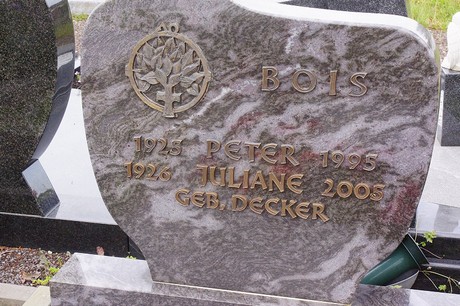 BOIS
1925 PETER 1995
1926 JULIANE 2005
GEB. DECKER